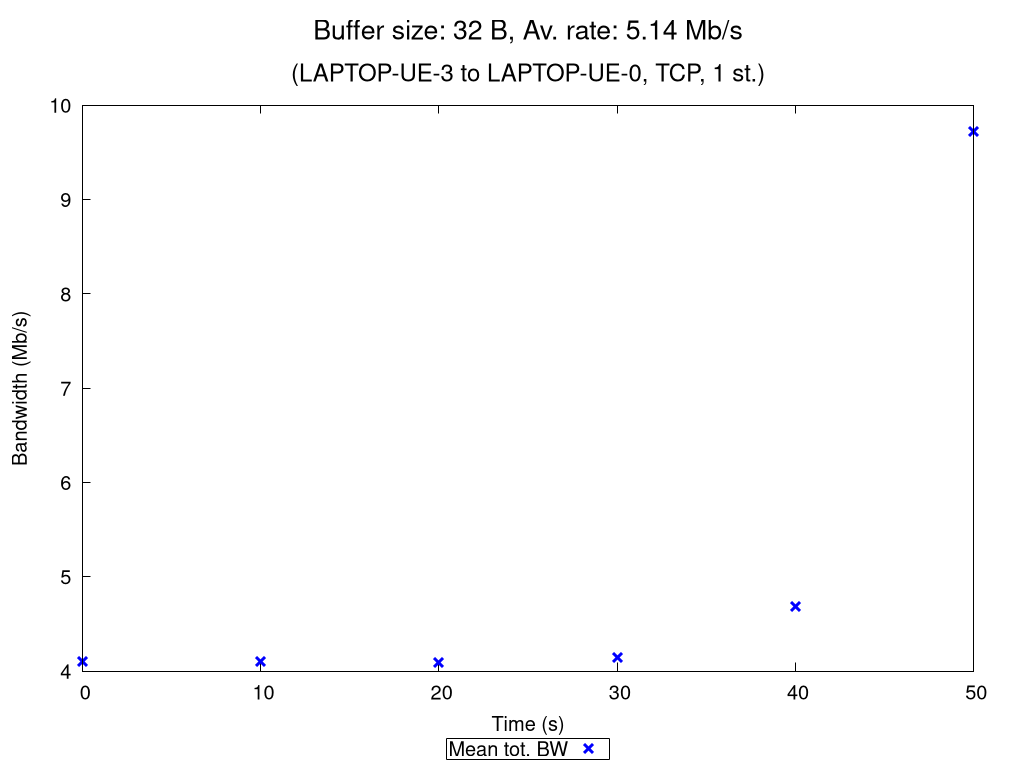 Buffer size: 32 B, Av. rate: 5.14 Mb/s
(LAPTOP-UE-3 to LAPTOP-UE-0, TCP, 1 st.)
10
9
8
7
6
5
4
Bandwidth (Mb/s)
0 10 20 30 40 50
Time (s)
Mean tot. BW